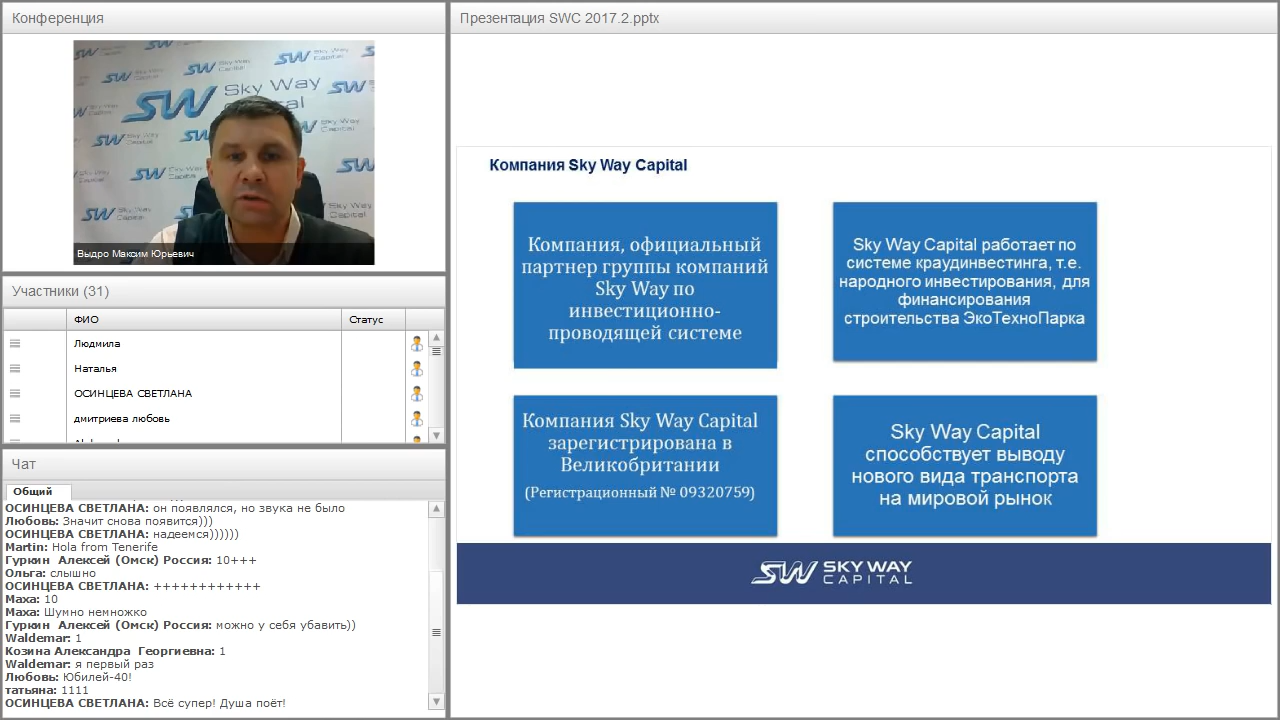 Конференция
SW Sky Way Capital
Выдро Максим Юрьевич
Участники (31)
ФИО
Статус
Людмила
Наталья
ОСИНЦЕВА СВЕТЛАНА
дмитриева любовь
Чат
Общий
ОСИНЦЕВА СВЕТЛАНА: он появлялся, но звука не было
Любовь: Значит снова появится)))
ОСИНЦЕВА СВЕТЛАНА: надеемся))))))
Martin: Hola from Tenerife
Гуркин Алексей (Омск) Россия: 10+++
Ольга: слышно
ОСИНЦЕВА СВЕТЛАНА: ++++++++++++
Маха: 10
Маха: Шумно немножко
Гуркин Алексей (Омск) Россия: можно у себя убавить))
Waldemar: 1
Козина Александра Георгиевна: 1
Waldemar: я первый раз
Любовь: Юбилей-40!
татьяна: 1111
ОСИНЦЕВА СВЕТЛАНА: Всё супер! Душа поёт!
Презентация SWC 2017.2.pptx
Компания Sky Way Capital
Компания, официальный
партнер группы компаний
Sky Way по
инвестиционно-
проводящей системе
Sky Way Capital работает по
системе краудинвестинга, т.е.
народного инвестирования, для
финансирования
строительства ЭкоТехноПарка
Компания Sky Way Capital
зарегистрирована в
Великобритании
(Регистрационный № 09320759)
Sky Way Capital
способствует выводу
нового вида транспорта
на мировой рынок
SW SKY WAY
CAPITAL